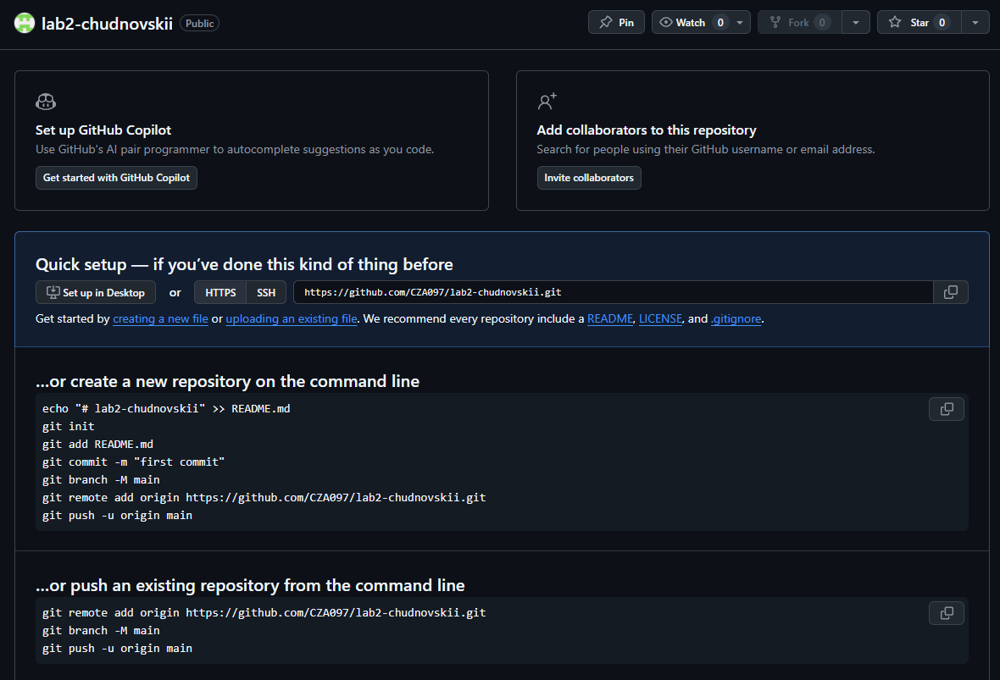 lab2-chudnovskii Public Pin Watch 0 Fork 0 Star 0
Set up GitHub Copilot
Use GitHub's AI pair programmer to autocomplete suggestions as you code.
Get started with GitHub Copilot
Add collaborators to this repository
Search for people using their GitHub username or email address.
Invite collaborators
Quick setup — if you’ve done this kind of thing before
Set up in Desktop or HTTPS SSH https://github.com/CZA097/lab2-chudnovskii.git
Get started by creating a new file or uploading an existing file. We recommend every repository include a README, LICENSE, and .gitignore.
…or create a new repository on the command line
echo "# lab2-chudnovskii" >> README.md
git init
git add README.md
git commit -m "first commit"
git branch -M main
git remote add origin https://github.com/CZA097/lab2-chudnovskii.git
git push -u origin main
…or push an existing repository from the command line
git remote add origin https://github.com/CZA097/lab2-chudnovskii.git
git branch -M main
git push -u origin main